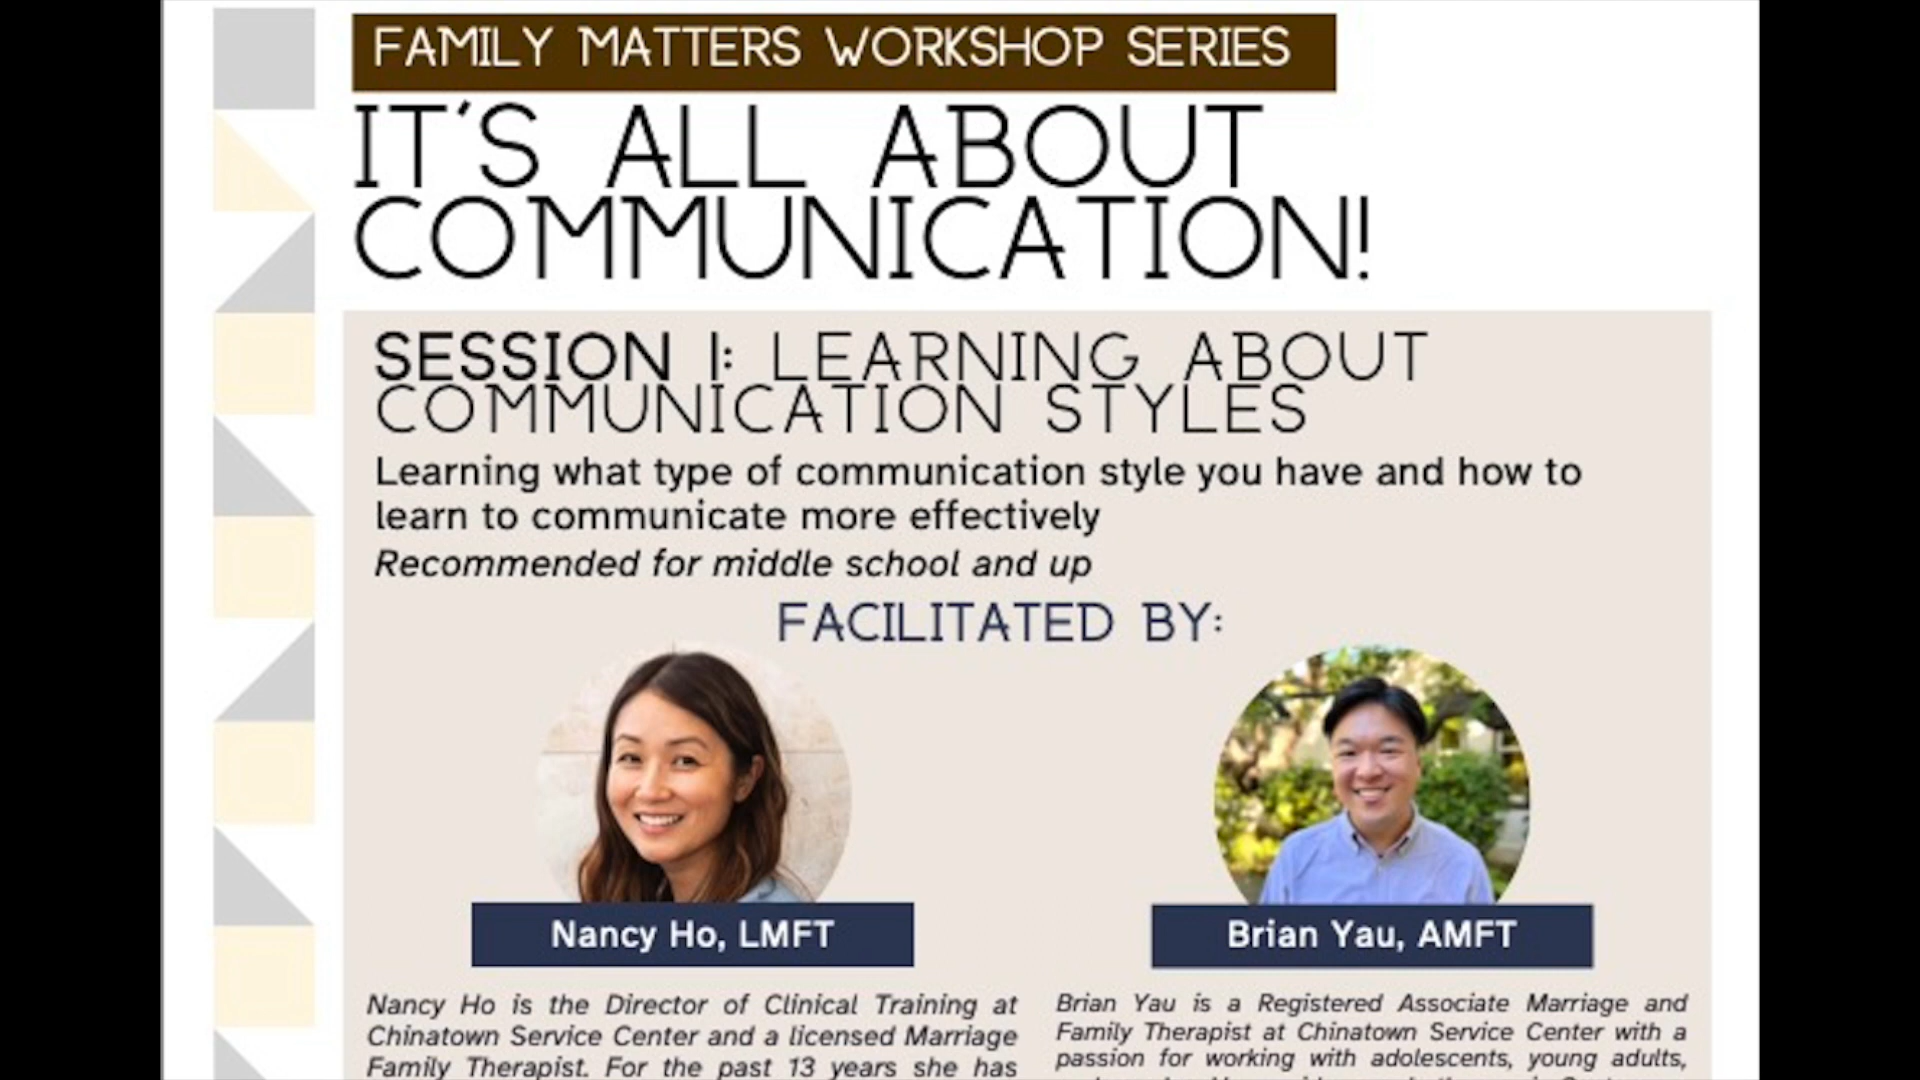 FAMILY MATTERS WORKSHOP SERIES
IT'S ALL ABOUT
COMMUNICATION!
SESSION 1: LEARNING ABOUT
COMMUNICATION STYLES
Learning what type of communication style you have and how to
learn to communicate more effectively
Recommended for middle school and up
FACILITATED BY:
Nancy Ho, LMFT
Nancy Ho is the Director of Clinical Training at
Chinatown Service Center and a licensed Marriage
Family Therapist. For the past 13 years she has
Brian Yau, AMFT
Brian Yau is a Registered Associate Marriage and
Family Therapist at Chinatown Service Center with a
passion for working with adolescents, young adults,